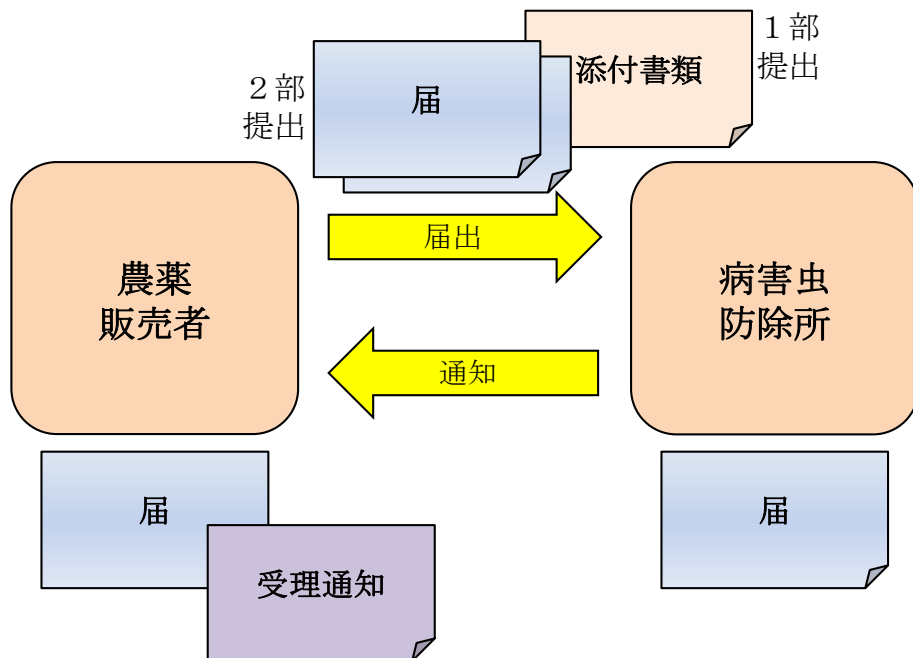 １部
提出
添付書類
２部
提出
届
届出
農薬
販売者
病害虫
防除所
通知
届
受理通知
届